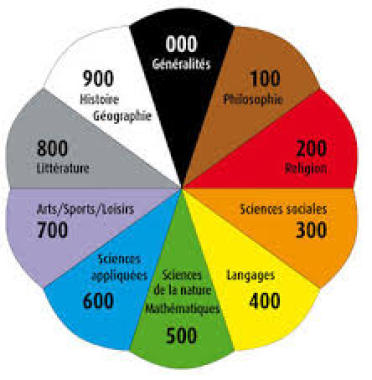 000
Généralités
100
Philosophie
200
Religion
Sciences sociales
300
Langages
400
Sciences
de la nature
Mathématiques
500
Sciences
appliquées
600
Arts/Sports/Loisirs
700
800
Littérature
900
Histoire
Géographie